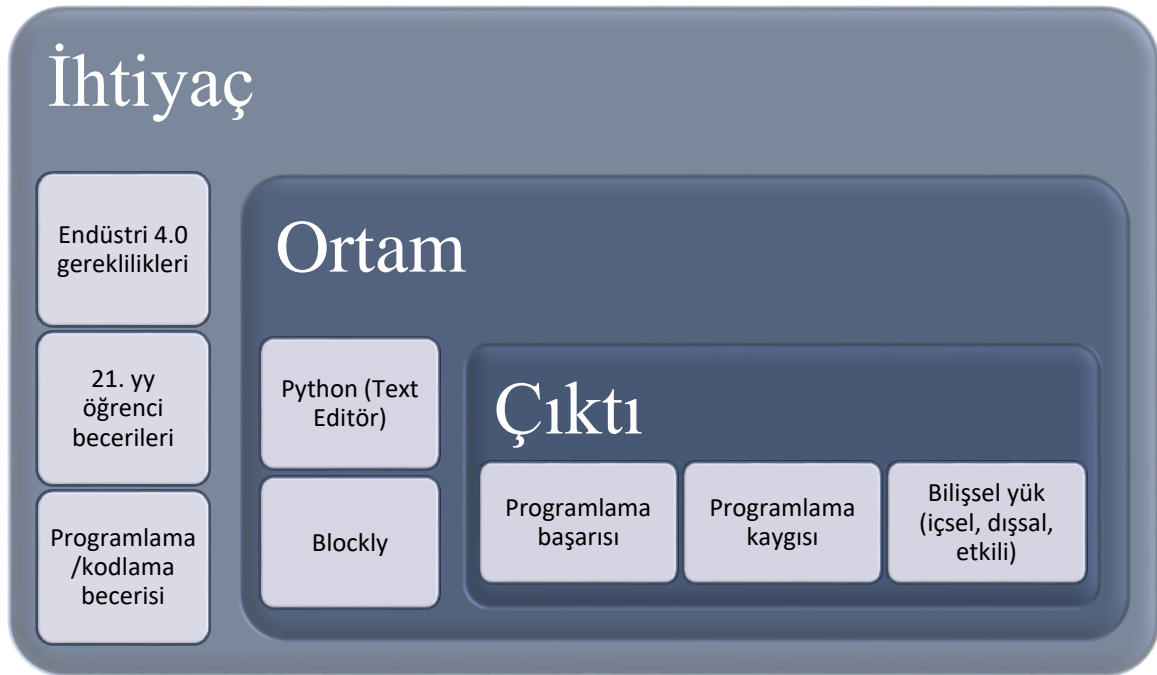 İhtiyaç
Endüstri 4.0
gereklilikleri
21. yy
öğrenci
becerileri
Programlama
/kodlama
becerisi
Ortam
Python (Text
Editör)
Blockly
Çıktı
Programlama
başarısı
Programlama
kaygısı
Bilişsel yük
(içsel, dışsal,
etkili)